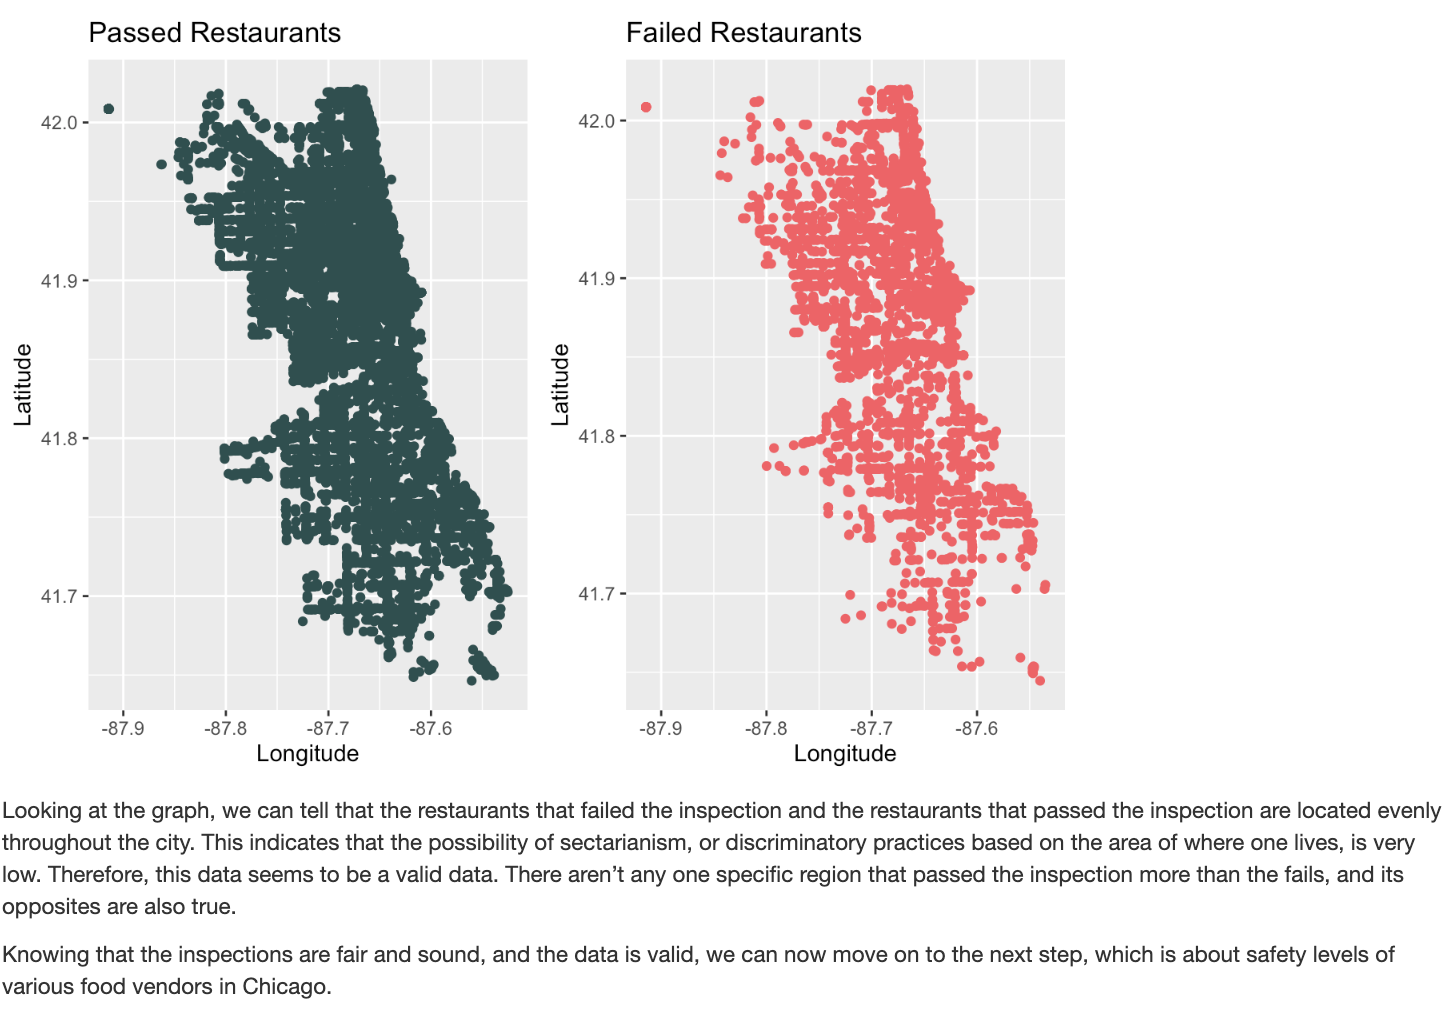 Passed Restaurants
Failed Restaurants
42.0
41.9
41.8
41.7
Latitude
-87.9 -87.8 -87.7 -87.6
Longitude
42.0
41.9
41.8
41.7
Latitude
-87.9 -87.8 -87.7 -87.6
Longitude
Looking at the graph, we can tell that the restaurants that failed the inspection and the restaurants that passed the inspection are located evenly
throughout the city. This indicates that the possibility of sectarianism, or discriminatory practices based on the area of where one lives, is very
low. Therefore, this data seems to be a valid data. There aren’t any one specific region that passed the inspection more than the fails, and its
opposites are also true.
Knowing that the inspections are fair and sound, and the data is valid, we can now move on to the next step, which is about safety levels of
various food vendors in Chicago.